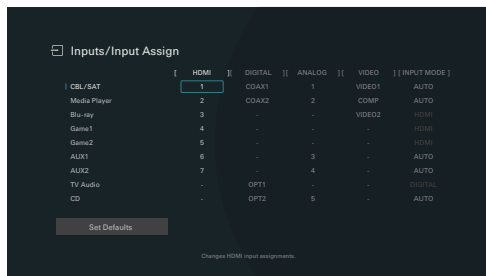 Inputs/Input Assign
[ HDMI ][ DIGITAL ][ ANALOG ][ VIDEO ][ INPUT MODE ]
CBL/SAT 1 COAX1 1 VIDEO1 AUTO
Media Player 2 COAX2 2 COMP AUTO
Blu-ray 3 - - VIDEO2 HDMI
Game1 4 - - - HDMI
Game2 5 - - - HDMI
AUX1 6 - 3 - AUTO
AUX2 7 - 4 - AUTO
TV Audio - OPT1 - - DIGITAL
CD - OPT2 5 - AUTO
Set Defaults
Changes HDMI input assignments.